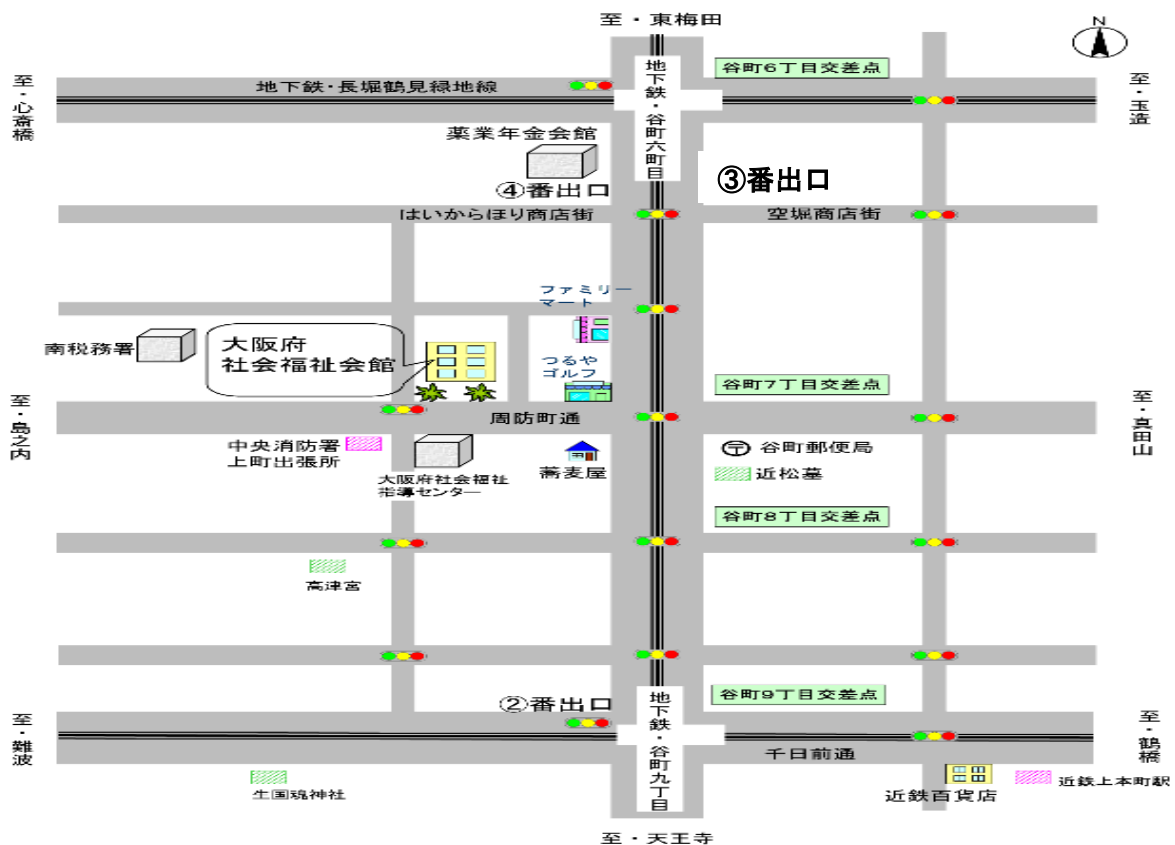 至・東梅田
N
地下鉄・谷町六町目
谷町6丁目交差点
至・心斎橋
地下鉄・長堀鶴見緑地線
至・玉造
薬業年金会館
④番出口
③番出口
はいからほり商店街
空堀商店街
ファミリー
マート
南税務署
大阪府
社会福祉会館
つるや
ゴルフ
谷町7丁目交差点
至・島之内
周防町通
至・真田山
中央消防署
上町出張所
大阪府社会福祉
指導センター
蕎麦屋
〒谷町郵便局
近松墓
谷町8丁目交差点
高津宮
②番出口
地下鉄・谷町九丁目
谷町9丁目交差点
至・難波
千日前通
至・鶴橋
生国魂神社
近鉄百貨店
近鉄上本町駅
至・天王寺